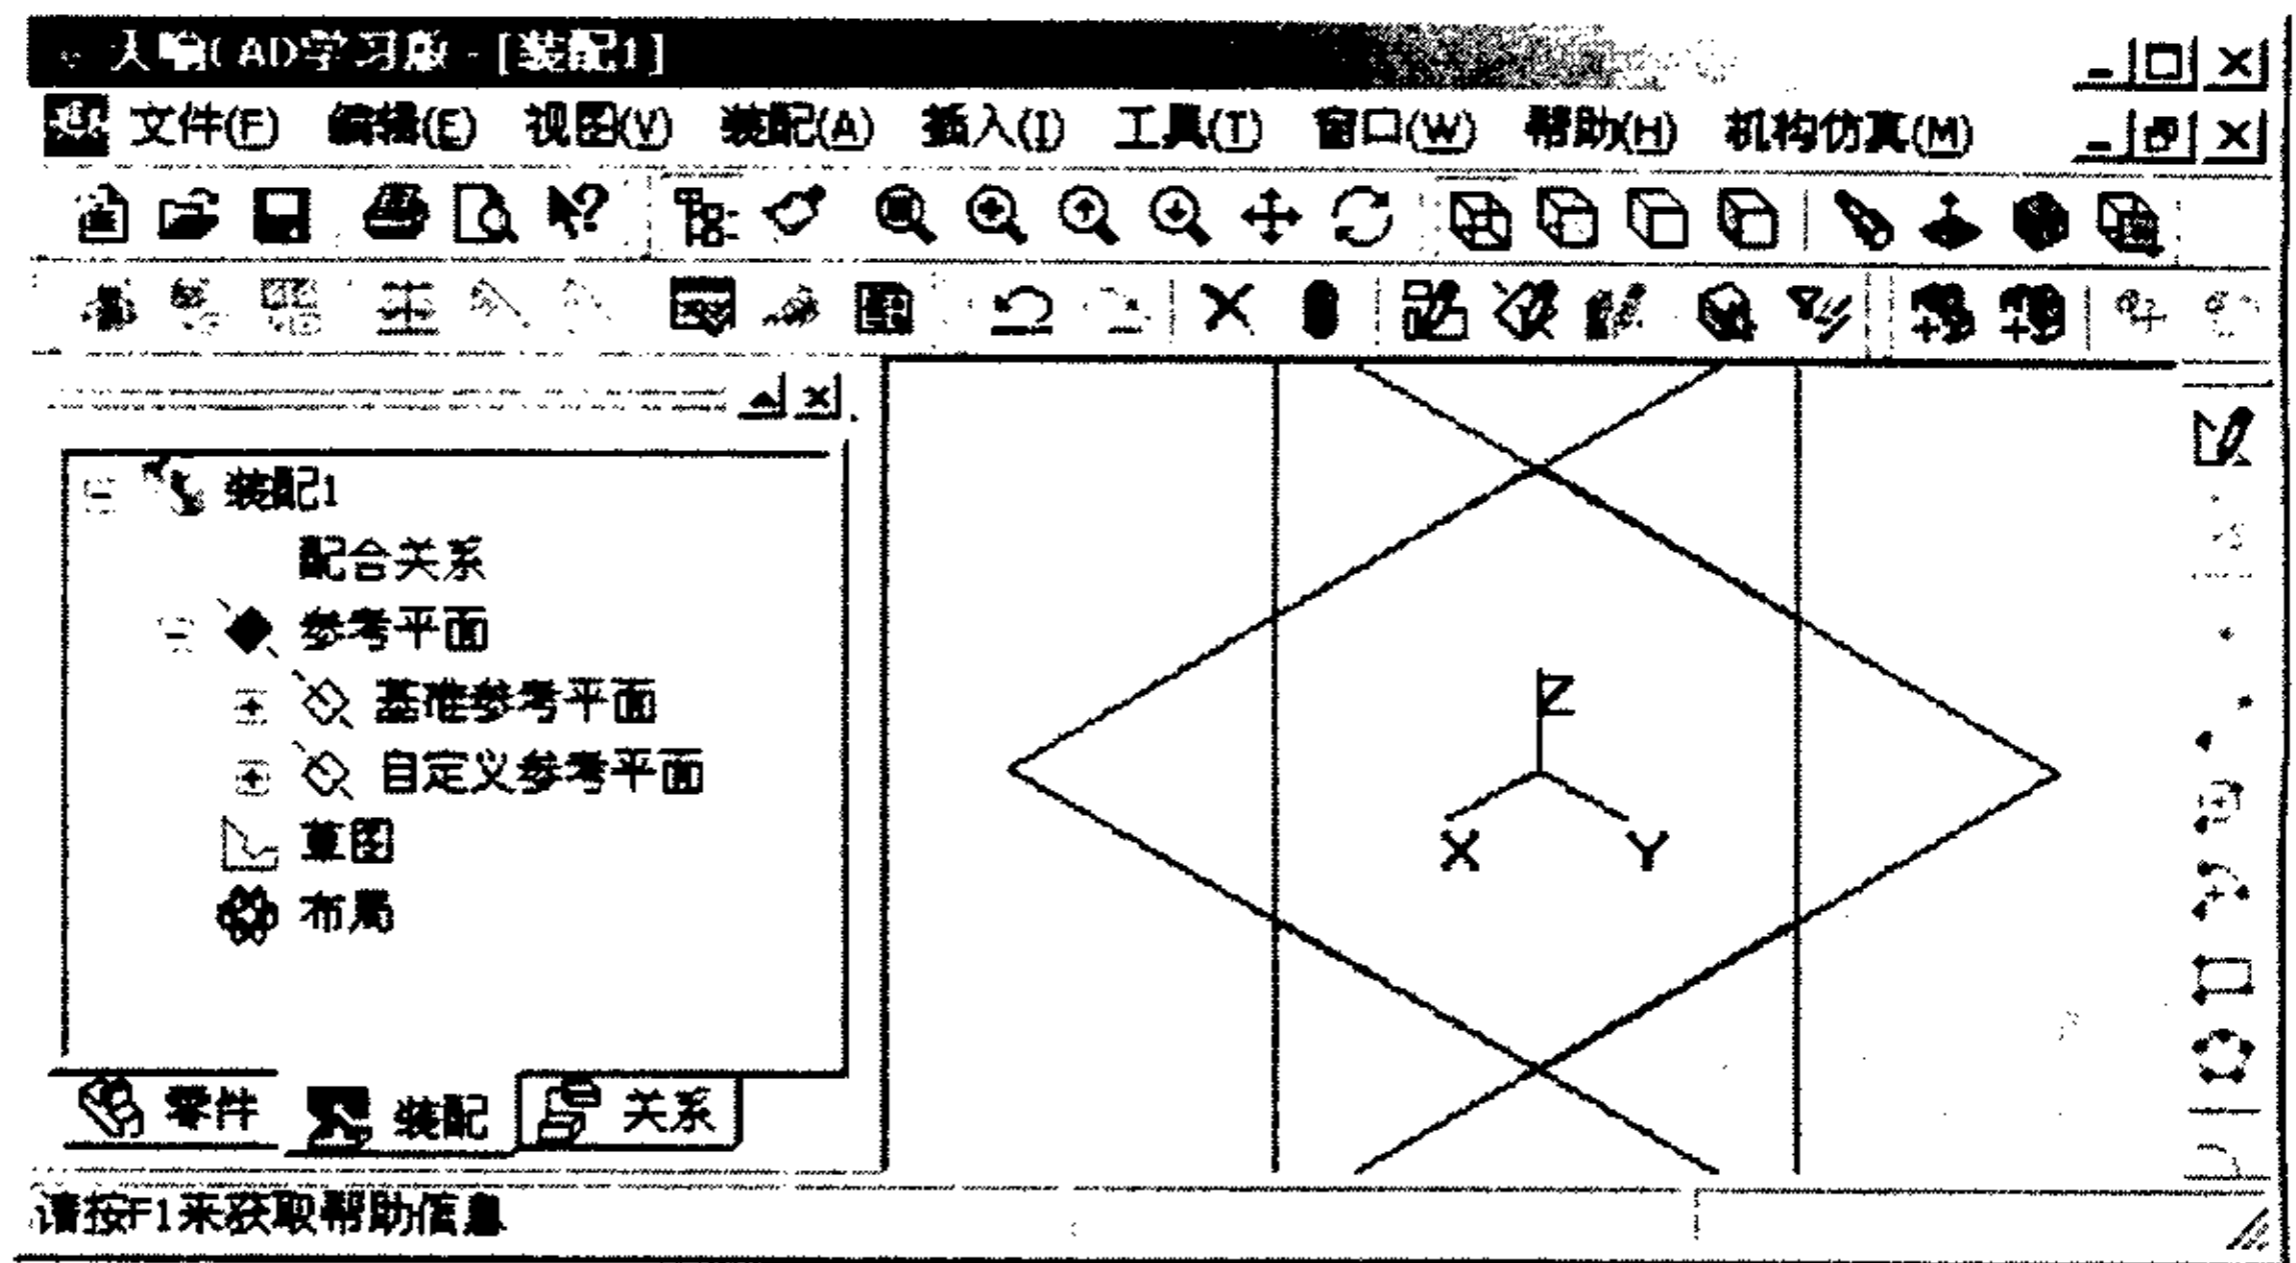 CAD学习版 - [装配1]
文件(F) 编辑(E) 视图(V) 装配(A) 插入(I) 工具(T) 窗口(W) 帮助(H) 机构仿真(M)
装配1
配合关系
参考平面
基准参考平面
自定义参考平面
草图
布局
Z
X Y
零件 装配 关系
请按F1来获取帮助信息